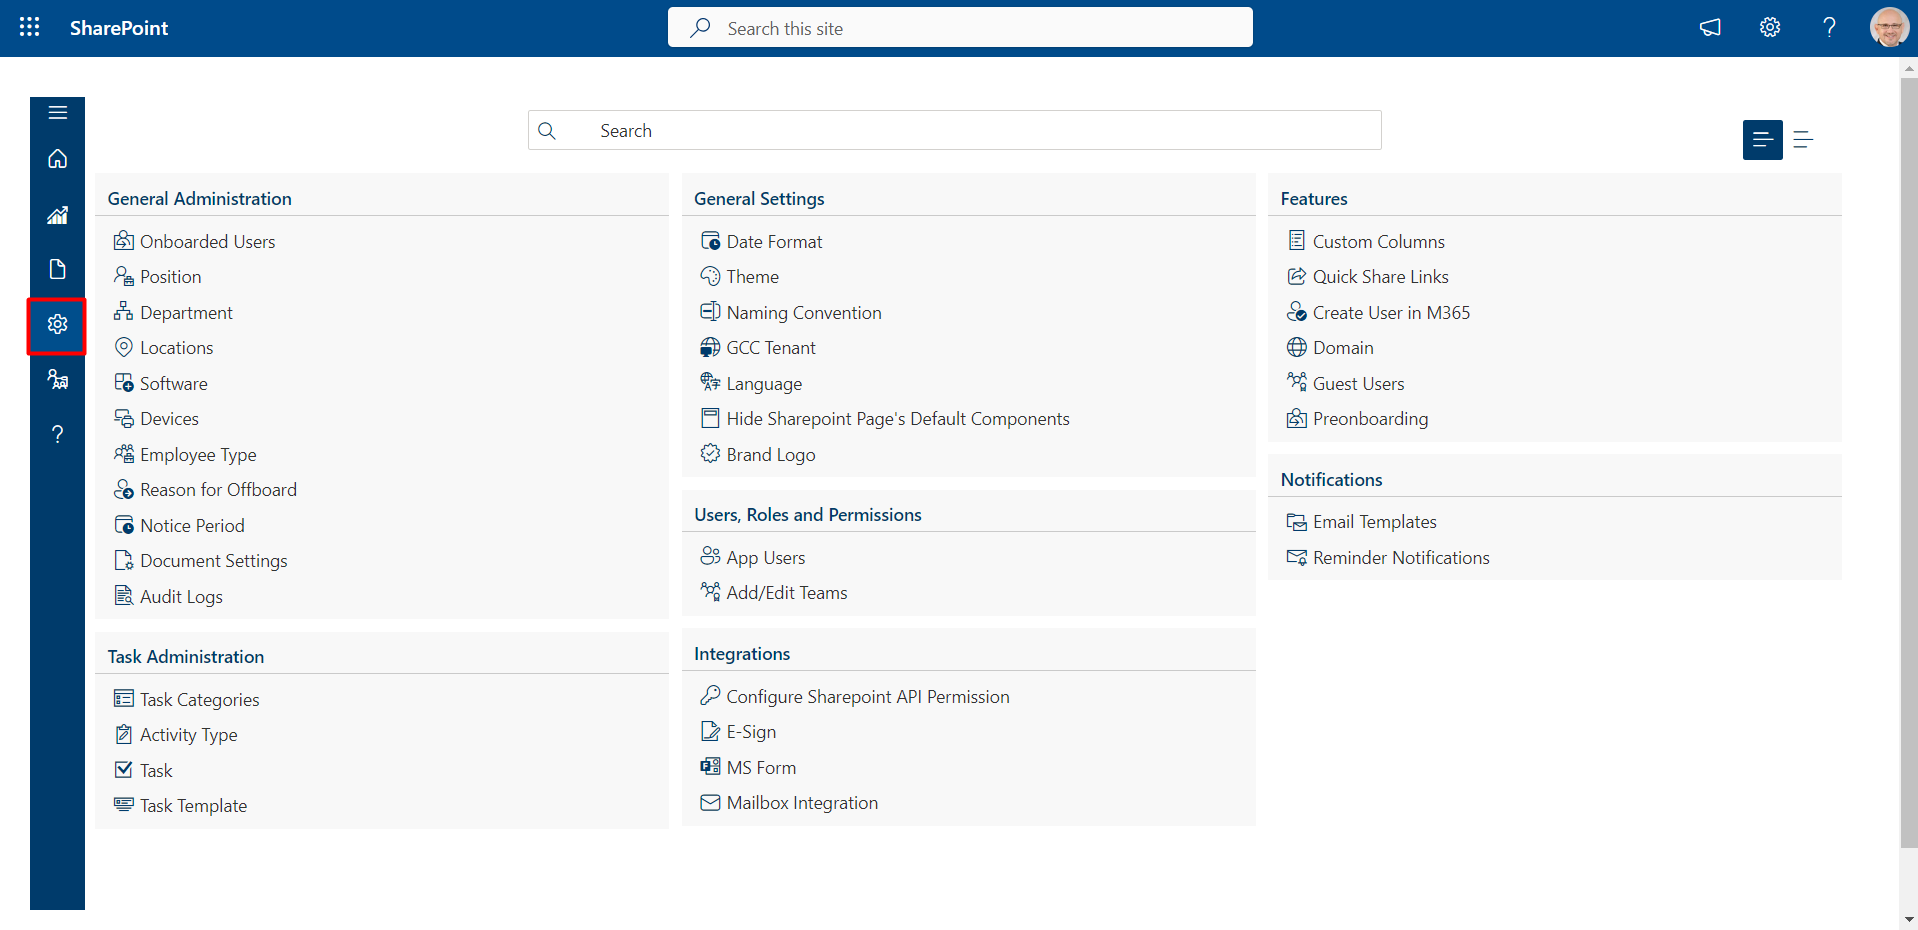 SharePoint
Search this site
?
Search
General Administration
Onboarded Users
Position
Department
Locations
Software
Devices
Employee Type
Reason for Offboard
Notice Period
Document Settings
Audit Logs
Task Administration
Task Categories
Activity Type
Task
Task Template
General Settings
Date Format
Theme
Naming Convention
GCC Tenant
Language
Hide Sharepoint Page's Default Components
Brand Logo
Users, Roles and Permissions
App Users
Add/Edit Teams
Integrations
Configure Sharepoint API Permission
E-Sign
MS Form
Mailbox Integration
Features
Custom Columns
Quick Share Links
Create User in M365
Domain
Guest Users
Preonboarding
Notifications
Email Templates
Reminder Notifications
?